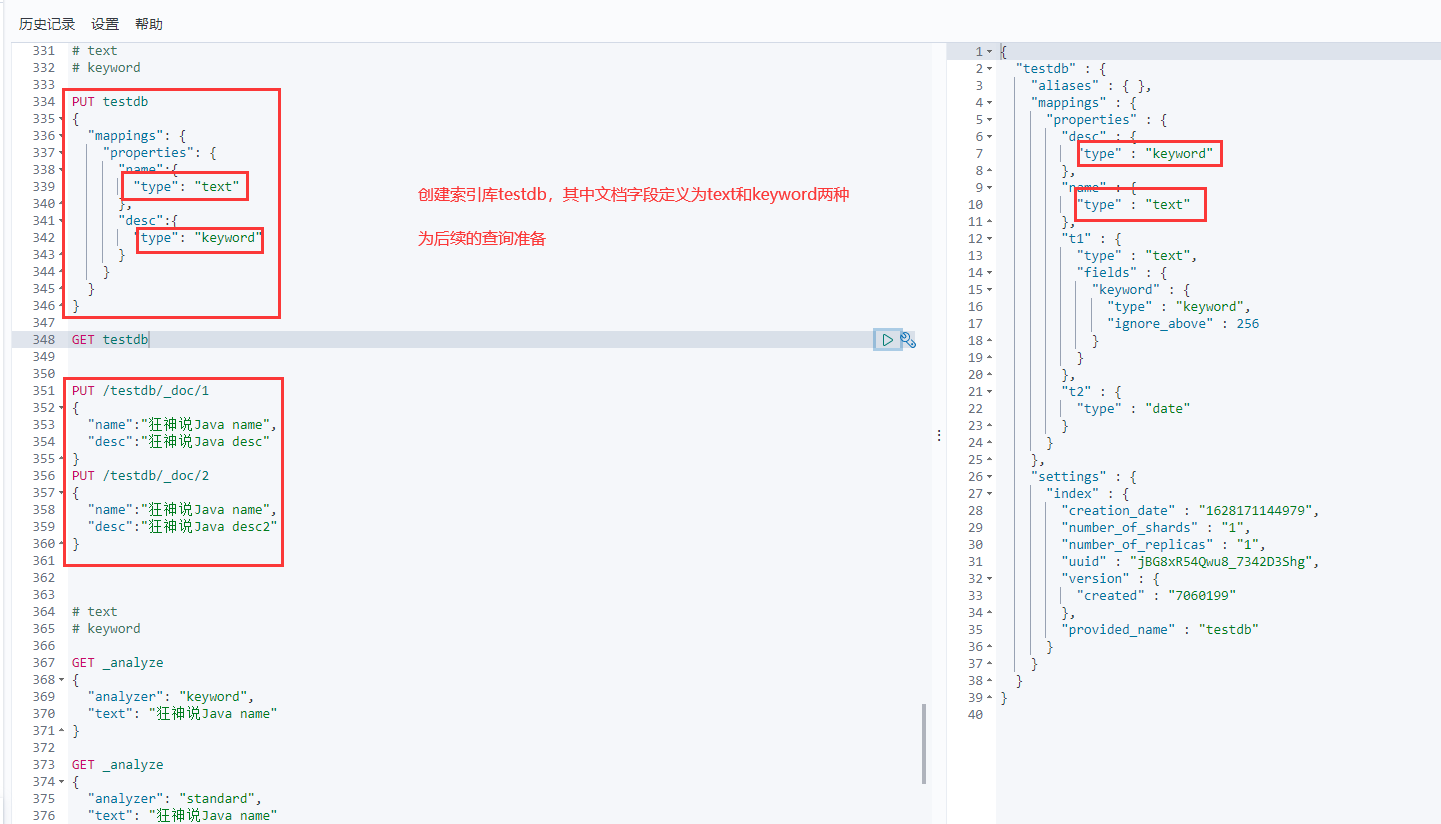 历史记录 设置 帮助
331 # text
332 # keyword
333
334 PUT testdb
335 {
336 "mappings": {
337 "properties": {
338 "name":{
339 "type": "text"
340 },
341 "desc":{
342 "type": "keyword"
343 }
344 }
345 }
346 }
347
348 GET testdb
349
350
351 PUT /testdb/_doc/1
352 {
353 "name":"狂神说Java name",
354 "desc":"狂神说Java desc"
355 }
356 PUT /testdb/_doc/2
357 {
358 "name":"狂神说Java name",
359 "desc":"狂神说Java desc2"
360 }
361
362
363
364 # text
365 # keyword
366
367 GET _analyze
368 {
369 "analyzer": "keyword",
370 "text": "狂神说Java name"
371 }
372
373 GET _analyze
374 {
375 "analyzer": "standard",
376 "text": "狂神说Java name"
创建索引库testdb，其中文档字段定义为text和keyword两种
为后续的查询准备
1 {
2 "testdb" : {
3 "aliases" : { },
4 "mappings" : {
5 "properties" : {
6 "desc" : {
7 "type" : "keyword"
8 },
9 "name" : {
10 "type" : "text"
11 },
12 "t1" : {
13 "type" : "text",
14 "fields" : {
15 "keyword" : {
16 "type" : "keyword",
17 "ignore_above" : 256
18 }
19 }
20 },
21 "t2" : {
22 "type" : "date"
23 }
24 }
25 },
26 "settings" : {
27 "index" : {
28 "creation_date" : "1628171144979",
29 "number_of_shards" : "1",
30 "number_of_replicas" : "1",
31 "uuid" : "jBG8xR54Qwu8_7342D3Shg",
32 "version" : {
33 "created" : "7060199"
34 },
35 "provided_name" : "testdb"
36 }
37 }
38 }
39 }
40